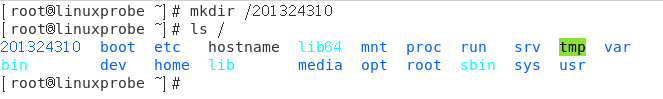 [root@linuxprobe ~]# mkdir /201324310
[root@linuxprobe ~]# ls /
201324310  boot  etc   hostname  lib64  mnt  proc  run   srv  tmp  var
bin        dev   home  lib       media  opt  root  sbin  sys  usr
[root@linuxprobe ~]#